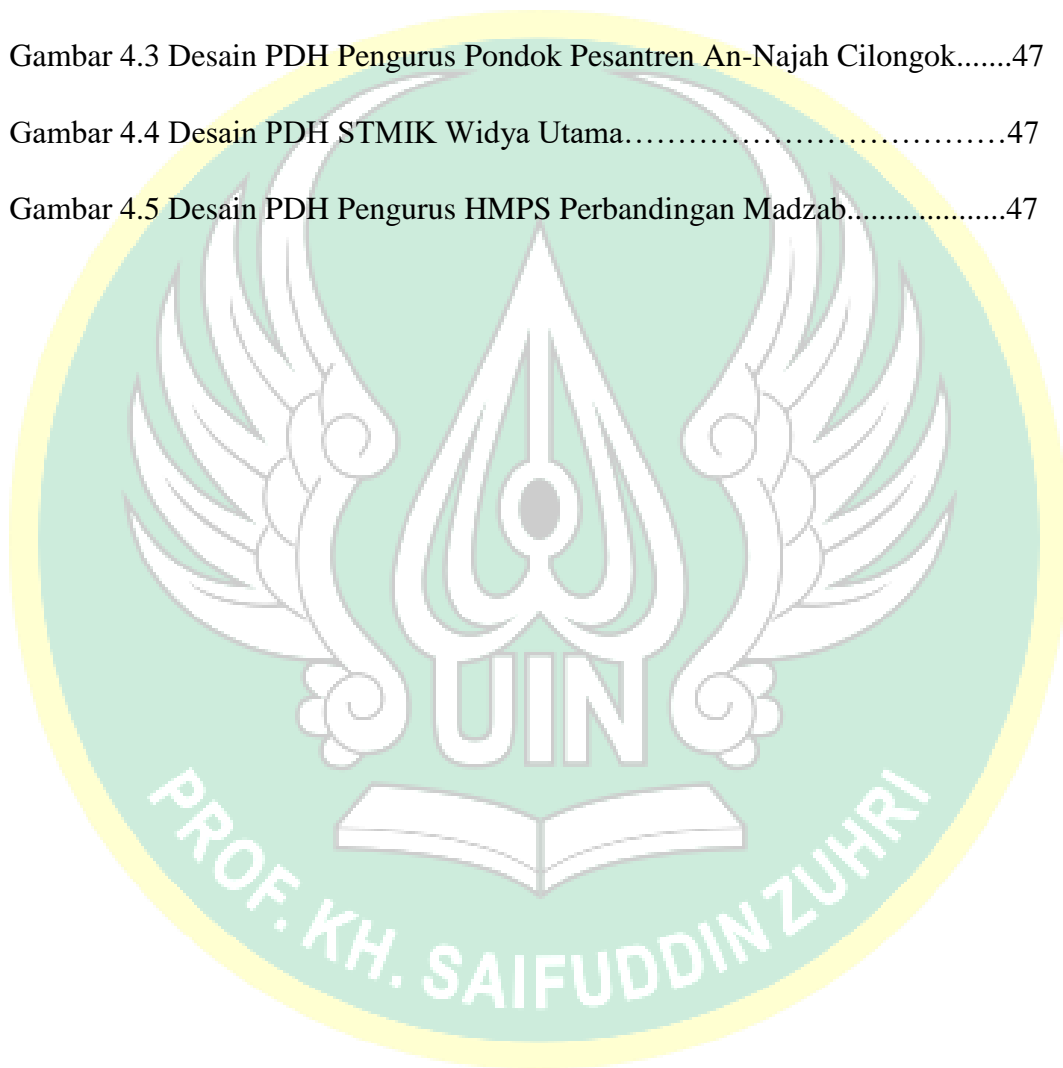 Gambar 4.3 Desain PDH Pengurus Pondok Pesantren An-Najah Cilongok.......47
Gambar 4.4 Desain PDH STMIK Widya Utama…………………………………47
Gambar 4.5 Desain PDH Pengurus HMPS Perbandingan Madzab...................47
UIN
PROF. KH. SAIFUDDIN ZUHRI